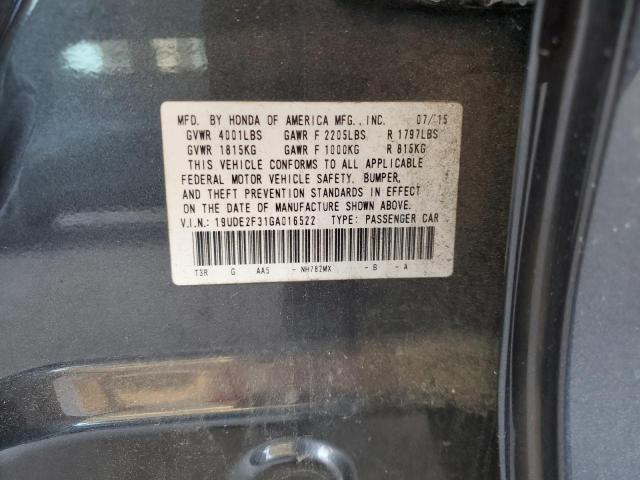 MFD. BY HONDA OF AMERICA MFG., INC. 07/15
GVWR 4001LBS GAWR F 2205LBS R 1797LBS
GVWR 1815KG GAWR F 1000KG R 815KG
THIS VEHICLE CONFORMS TO ALL APPLICABLE
FEDERAL MOTOR VEHICLE SAFETY, BUMPER,
AND THEFT PREVENTION STANDARDS IN EFFECT
ON THE DATE OF MANUFACTURE SHOWN ABOVE.
V.I.N.: 19UDE2F31GA016522 TYPE: PASSENGER CAR
T3R G AA5 - NH782MX - B - A